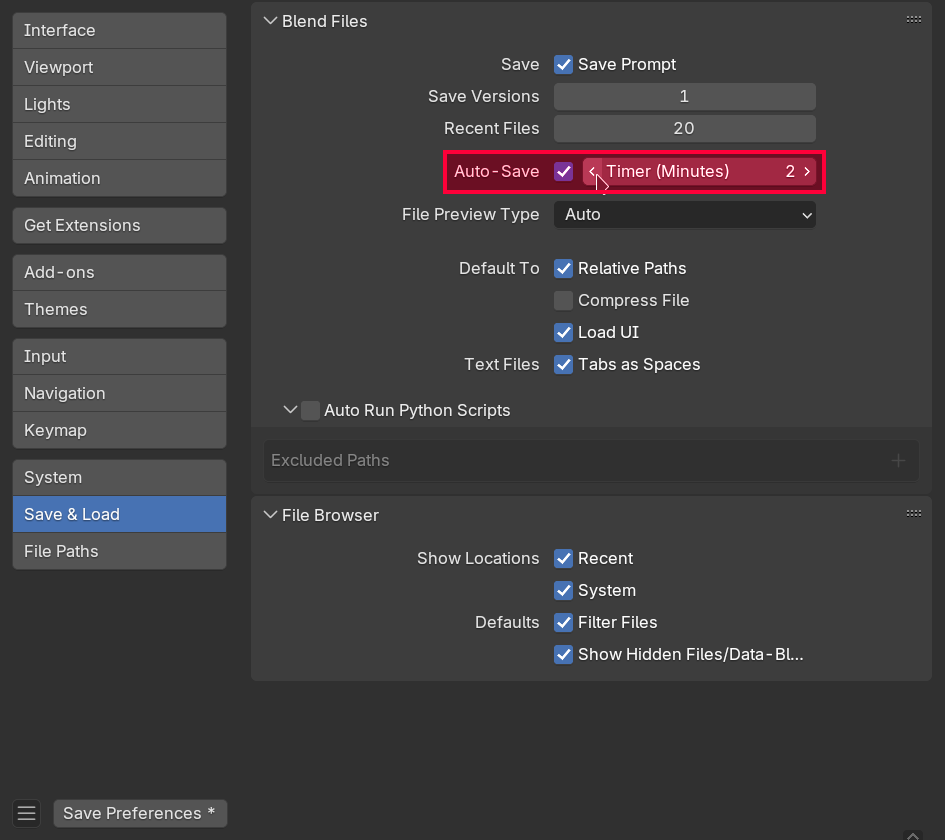 Interface
Viewport
Lights
Editing
Animation
Get Extensions
Add-ons
Themes
Input
Navigation
Keymap
System
Save & Load
File Paths
Save Preferences *
Blend Files
Save Save Prompt
Save Versions 1
Recent Files 20
Auto-Save Timer (Minutes) 2
File Preview Type Auto
Default To Relative Paths
Compress File
Load UI
Text Files Tabs as Spaces
Auto Run Python Scripts
Excluded Paths
File Browser
Show Locations Recent
System
Defaults Filter Files
Show Hidden Files/Data-Bl...